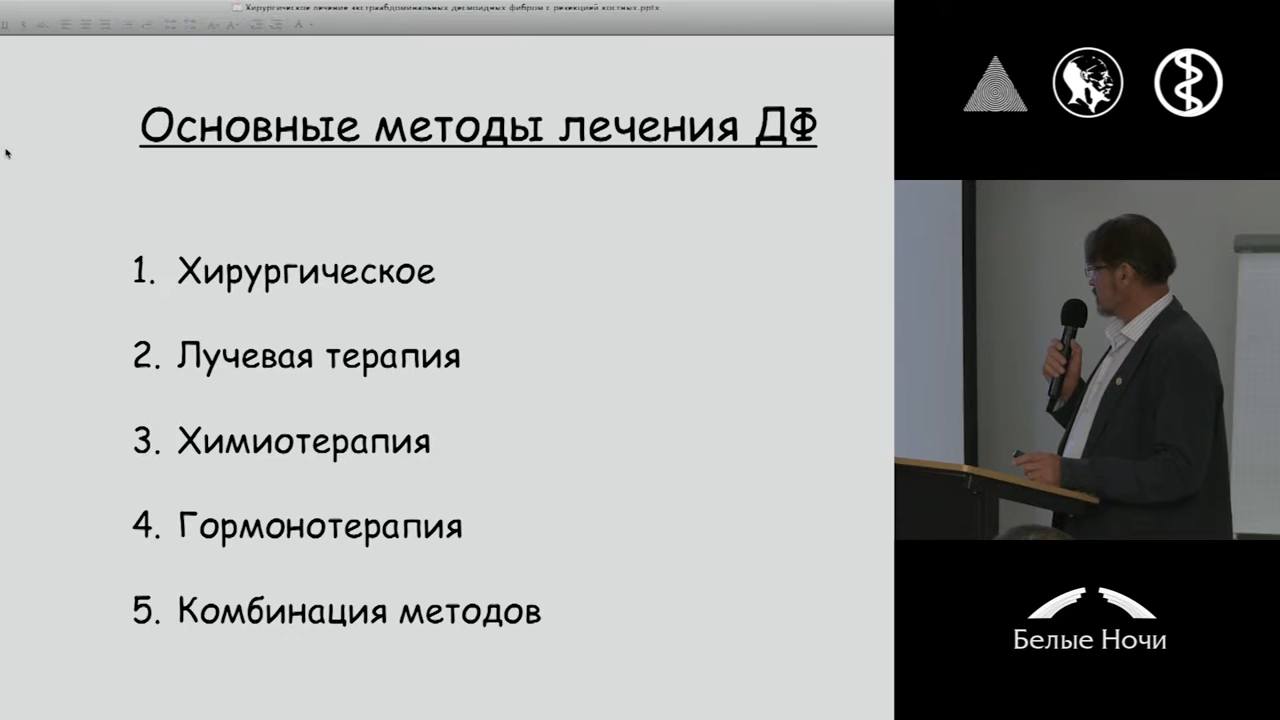 Хирургическое лечение экстраабдоминальных десмоидных фибром с резекцией костных.pptx
Основные методы лечения ДФ
1. Хирургическое
2. Лучевая терапия
3. Химиотерапия
4. Гормонотерапия
5. Комбинация методов
Белые Ночи